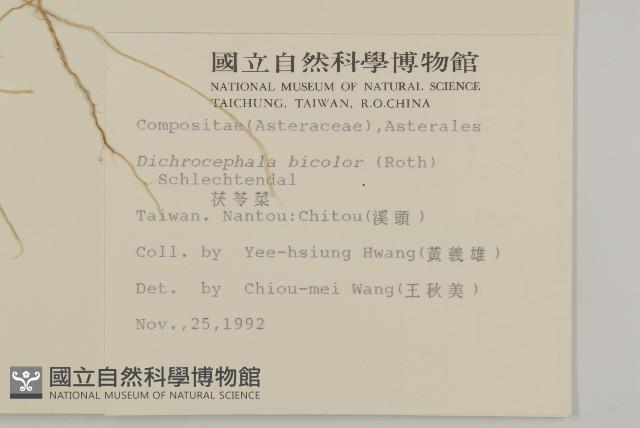 國立自然科學博物館
NATIONAL MUSEUM OF NATURAL SCIENCE
TAICHUNG, TAIWAN, R.O.CHINA
Compositae(Asteraceae),Asterales
Dichrocephala bicolor (Roth)
Schlechtendal
茯苓菜
Taiwan. Nantou:Chitou(溪頭)
Coll. by Yee-hsiung Hwang(黃義雄)
Det. by Chiou-mei Wang(王秋美)
Nov.,25,1992
國立自然科學博物館
NATIONAL MUSEUM OF NATURAL SCIENCE